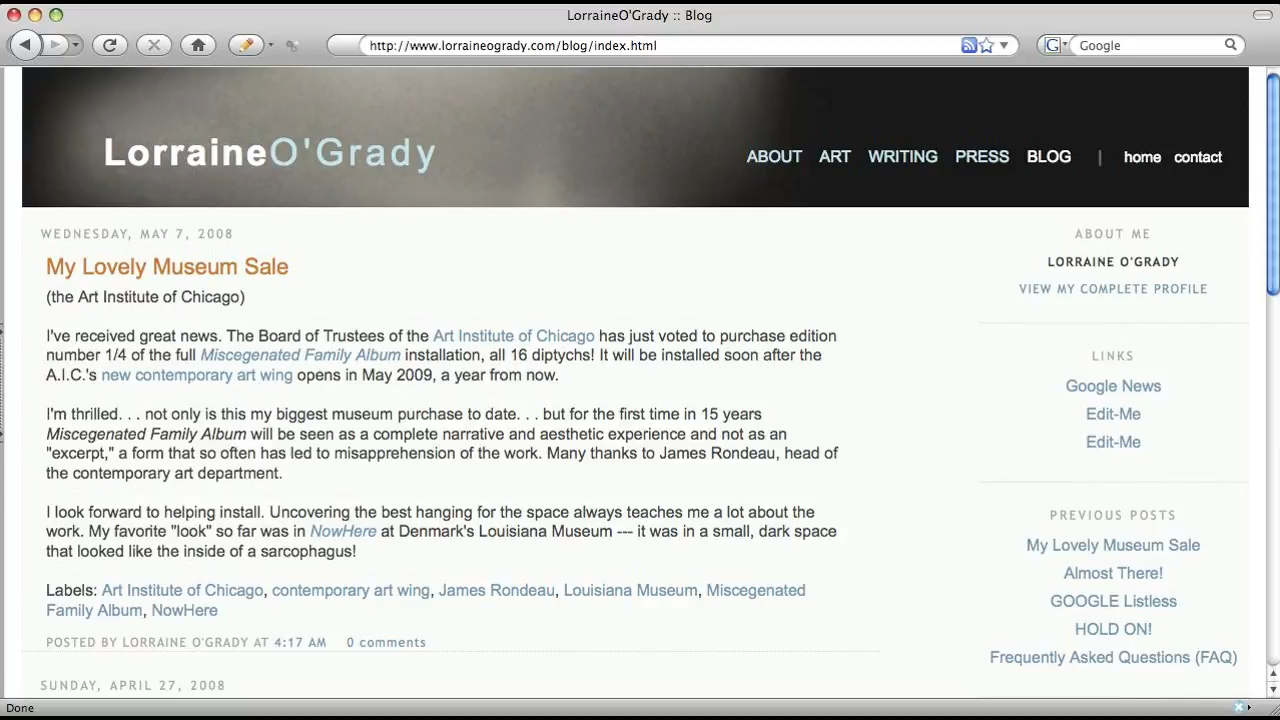 LorraineO'Grady :: Blog
http://www.lorraineogrady.com/blog/index.html
Google
LorraineO'Grady
ABOUT ART WRITING PRESS BLOG | home contact
WEDNESDAY, MAY 7, 2008
My Lovely Museum Sale
(the Art Institute of Chicago)
I've received great news. The Board of Trustees of the Art Institute of Chicago has just voted to purchase edition
number 1/4 of the full Miscegenated Family Album installation, all 16 diptychs! It will be installed soon after the
A.I.C.'s new contemporary art wing opens in May 2009, a year from now.
I'm thrilled. . . not only is this my biggest museum purchase to date. . . but for the first time in 15 years
Miscegenated Family Album will be seen as a complete narrative and aesthetic experience and not as an
"excerpt," a form that so often has led to misapprehension of the work. Many thanks to James Rondeau, head of
the contemporary art department.
I look forward to helping install. Uncovering the best hanging for the space always teaches me a lot about the
work. My favorite "look" so far was in NowHere at Denmark's Louisiana Museum --- it was in a small, dark space
that looked like the inside of a sarcophagus!
Labels: Art Institute of Chicago, contemporary art wing, James Rondeau, Louisiana Museum, Miscegenated
Family Album, NowHere
POSTED BY LORRAINE O'GRADY AT 4:17 AM 0 comments
SUNDAY, APRIL 27, 2008
ABOUT ME
LORRAINE O'GRADY
VIEW MY COMPLETE PROFILE
LINKS
Google News
Edit-Me
Edit-Me
PREVIOUS POSTS
My Lovely Museum Sale
Almost There!
GOOGLE Listless
HOLD ON!
Frequently Asked Questions (FAQ)
Done